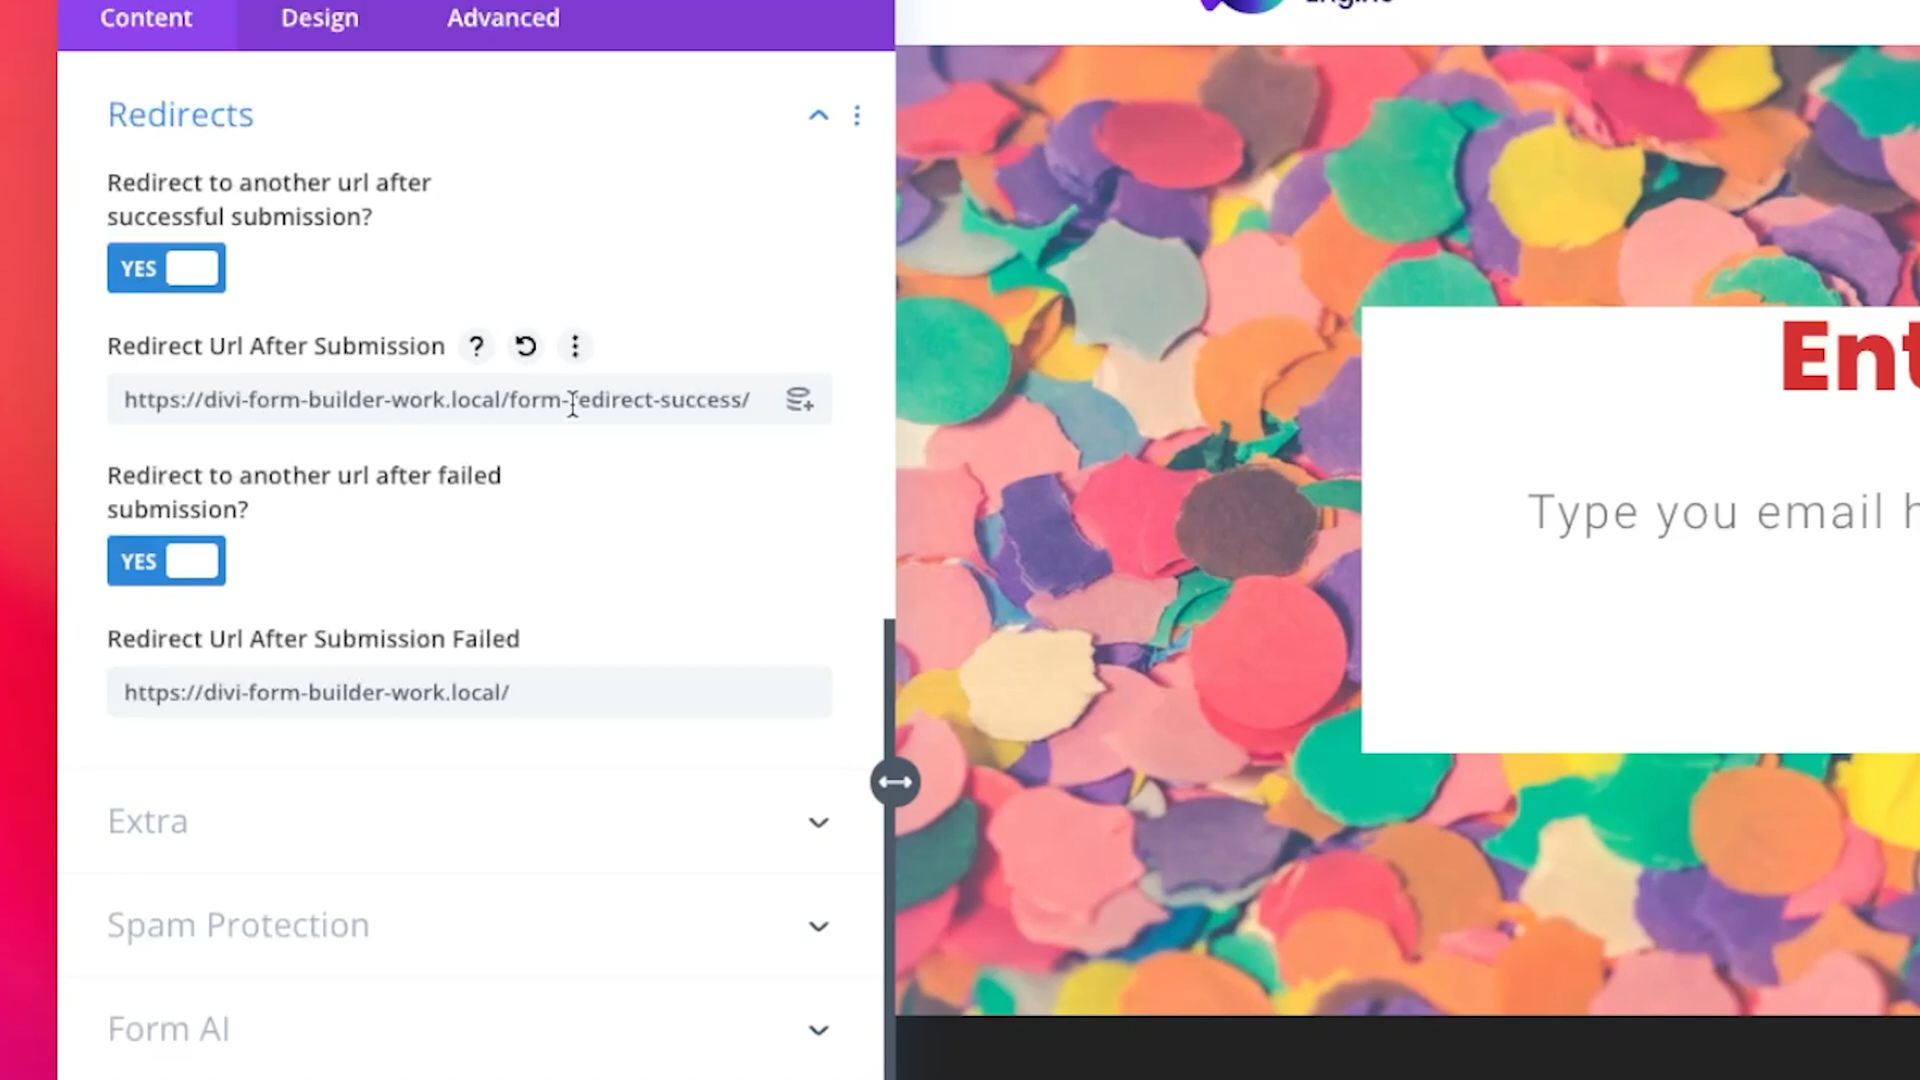 Content
Design
Advanced
Redirects
Redirect to another url after
successful submission?
YES
Redirect Url After Submission ?
https://divi-form-builder-work.local/form-redirect-success/
Redirect to another url after failed
submission?
YES
Redirect Url After Submission Failed
https://divi-form-builder-work.local/
Extra
Spam Protection
Form AI
Ent
Type you email h